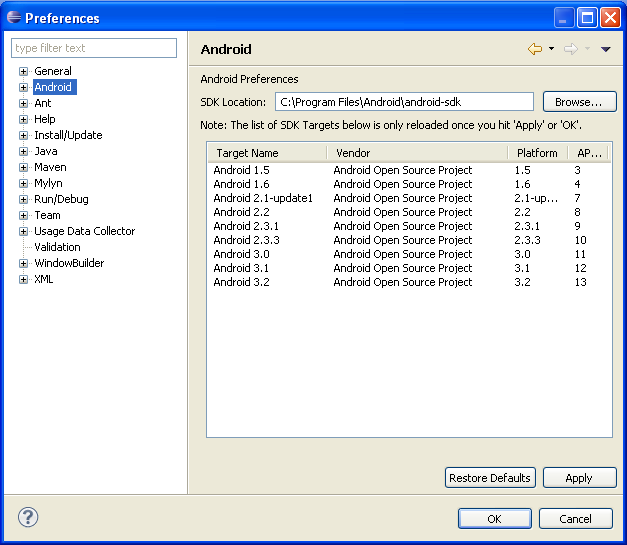 Preferences
type filter text
General
Android
Ant
Help
Install/Update
Java
Maven
Mylyn
Run/Debug
Team
Usage Data Collector
Validation
WindowBuilder
XML
Android
Android Preferences
SDK Location: C:\Program Files\Android\android-sdk Browse...
Note: The list of SDK Targets below is only reloaded once you hit 'Apply' or 'OK'.
Target Name Vendor Platform AP...
Android 1.5 Android Open Source Project 1.5 3
Android 1.6 Android Open Source Project 1.6 4
Android 2.1-update1 Android Open Source Project 2.1-up... 7
Android 2.2 Android Open Source Project 2.2 8
Android 2.3.1 Android Open Source Project 2.3.1 9
Android 2.3.3 Android Open Source Project 2.3.3 10
Android 3.0 Android Open Source Project 3.0 11
Android 3.1 Android Open Source Project 3.1 12
Android 3.2 Android Open Source Project 3.2 13
Restore Defaults Apply
? OK Cancel